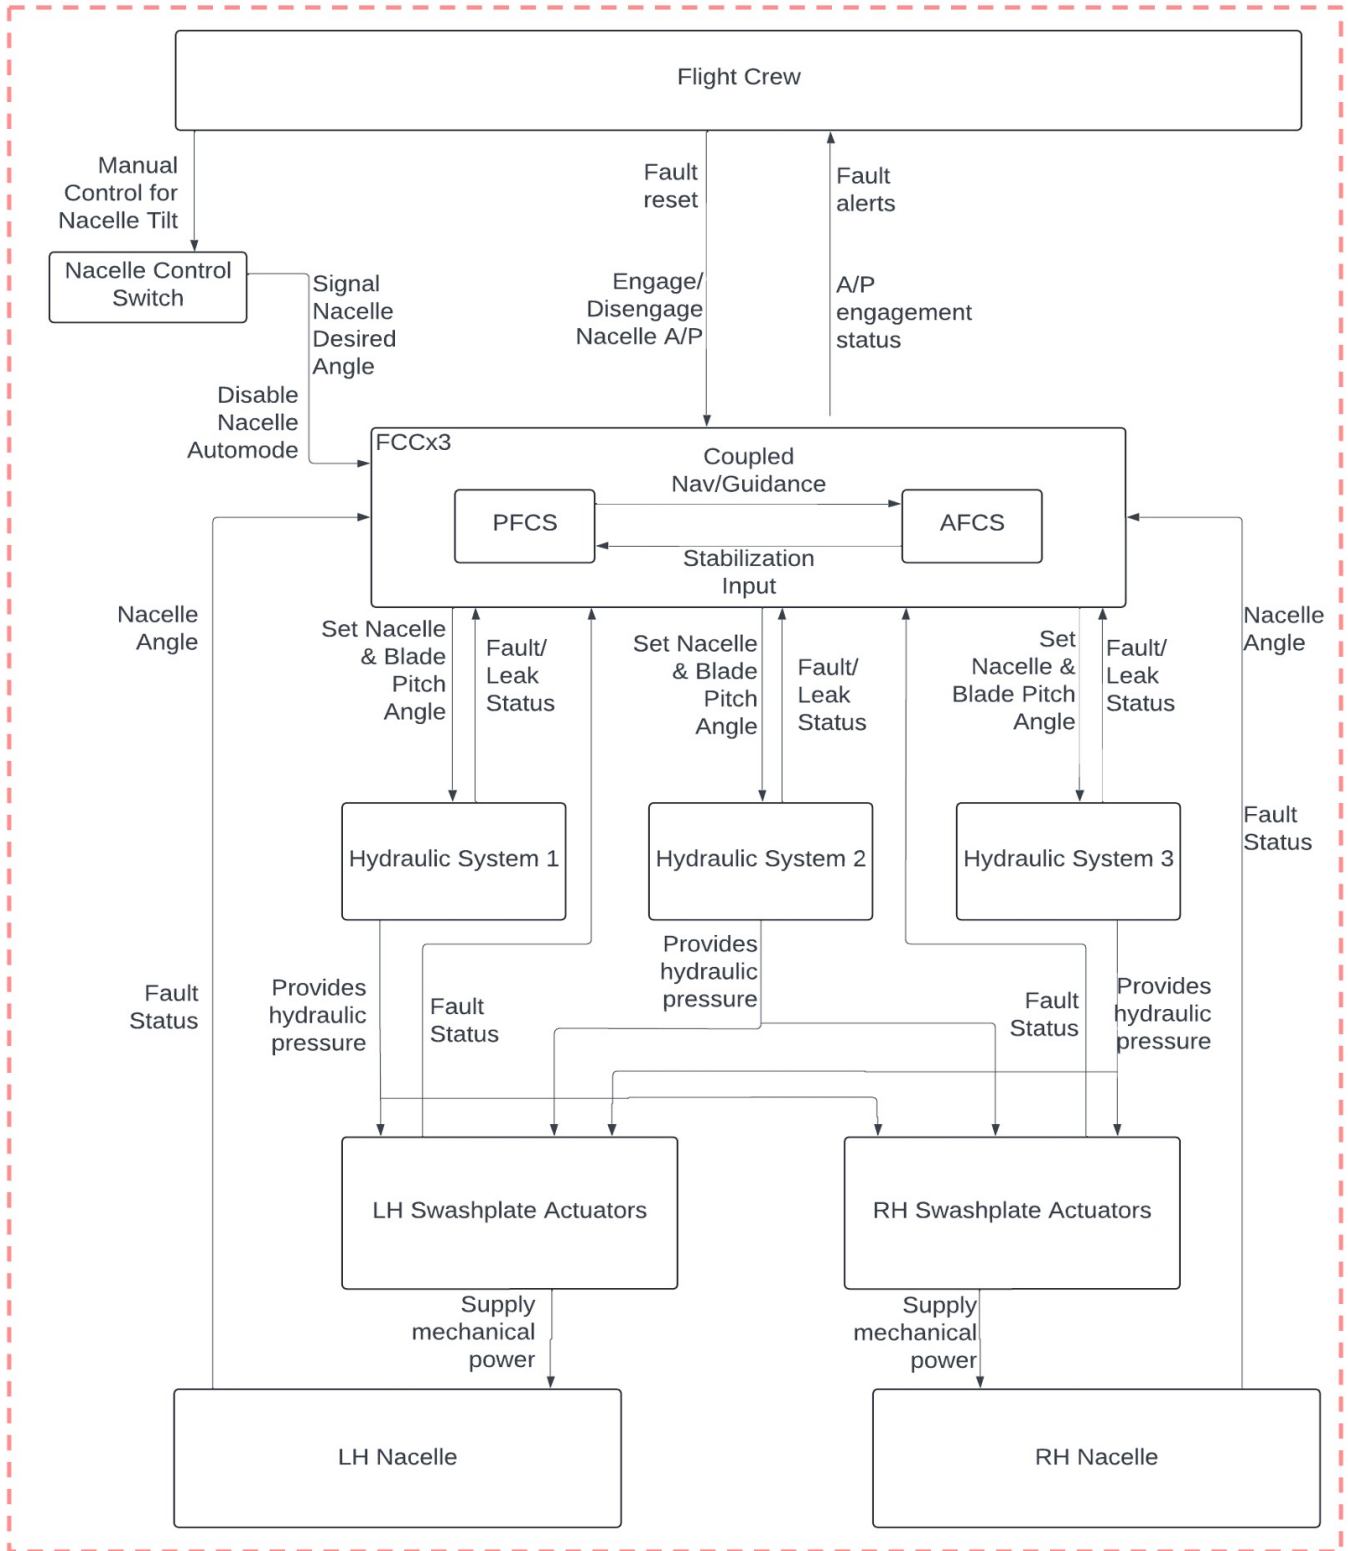 Flight Crew
Manual
Control for
Nacelle Tilt
Fault
reset
Fault
alerts
Nacelle Control
Switch
Signal
Nacelle
Desired
Angle
Engage/
Disengage
Nacelle A/P
A/P
engagement
status
Disable
Nacelle
Automode
FCCx3
Coupled
Nav/Guidance
PFCS
AFCS
Stabilization
Input
Nacelle
Angle
Set Nacelle
& Blade
Pitch
Angle
Fault/
Leak
Status
Set Nacelle
& Blade
Pitch
Angle
Fault/
Leak
Status
Set
Nacelle &
Blade Pitch
Angle
Fault/
Leak
Status
Nacelle
Angle
Hydraulic System 1
Hydraulic System 2
Hydraulic System 3
Fault
Status
Fault
Status
Provides
hydraulic
pressure
Fault
Status
Provides
hydraulic
pressure
Fault
Status
Provides
hydraulic
pressure
LH Swashplate Actuators
RH Swashplate Actuators
Supply
mechanical
power
Supply
mechanical
power
LH Nacelle
RH Nacelle